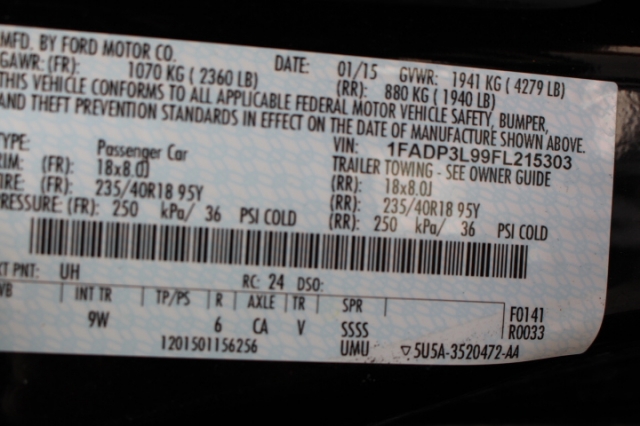 MFD. BY FORD MOTOR CO.
DATE: 01/15 GVWR: 1941 KG ( 4279 LB)
GAWR: (FR): 1070 KG ( 2360 LB) (RR): 880 KG ( 1940 LB)
THIS VEHICLE CONFORMS TO ALL APPLICABLE FEDERAL MOTOR VEHICLE SAFETY, BUMPER,
AND THEFT PREVENTION STANDARDS IN EFFECT ON THE DATE OF MANUFACTURE SHOWN ABOVE.
VIN: 1FADP3L99FL215303
TYPE: Passenger Car TRAILER TOWING - SEE OWNER GUIDE
RIM: (FR): 18x8.0J (RR): 18x8.0J
IRE: (FR): 235/40R18 95Y (RR): 235/40R18 95Y
RESSURE: (FR): 250 kPa/ 36 PSI COLD (RR): 250 kPa/ 36 PSI COLD
XT PNT: UH RC: 24 DSO:
VB INT TR TP/PS R AXLE TR SPR F0141
9W 6 CA V SSSS R0033
1201501156256 UMU ▽5U5A-3520472-AA